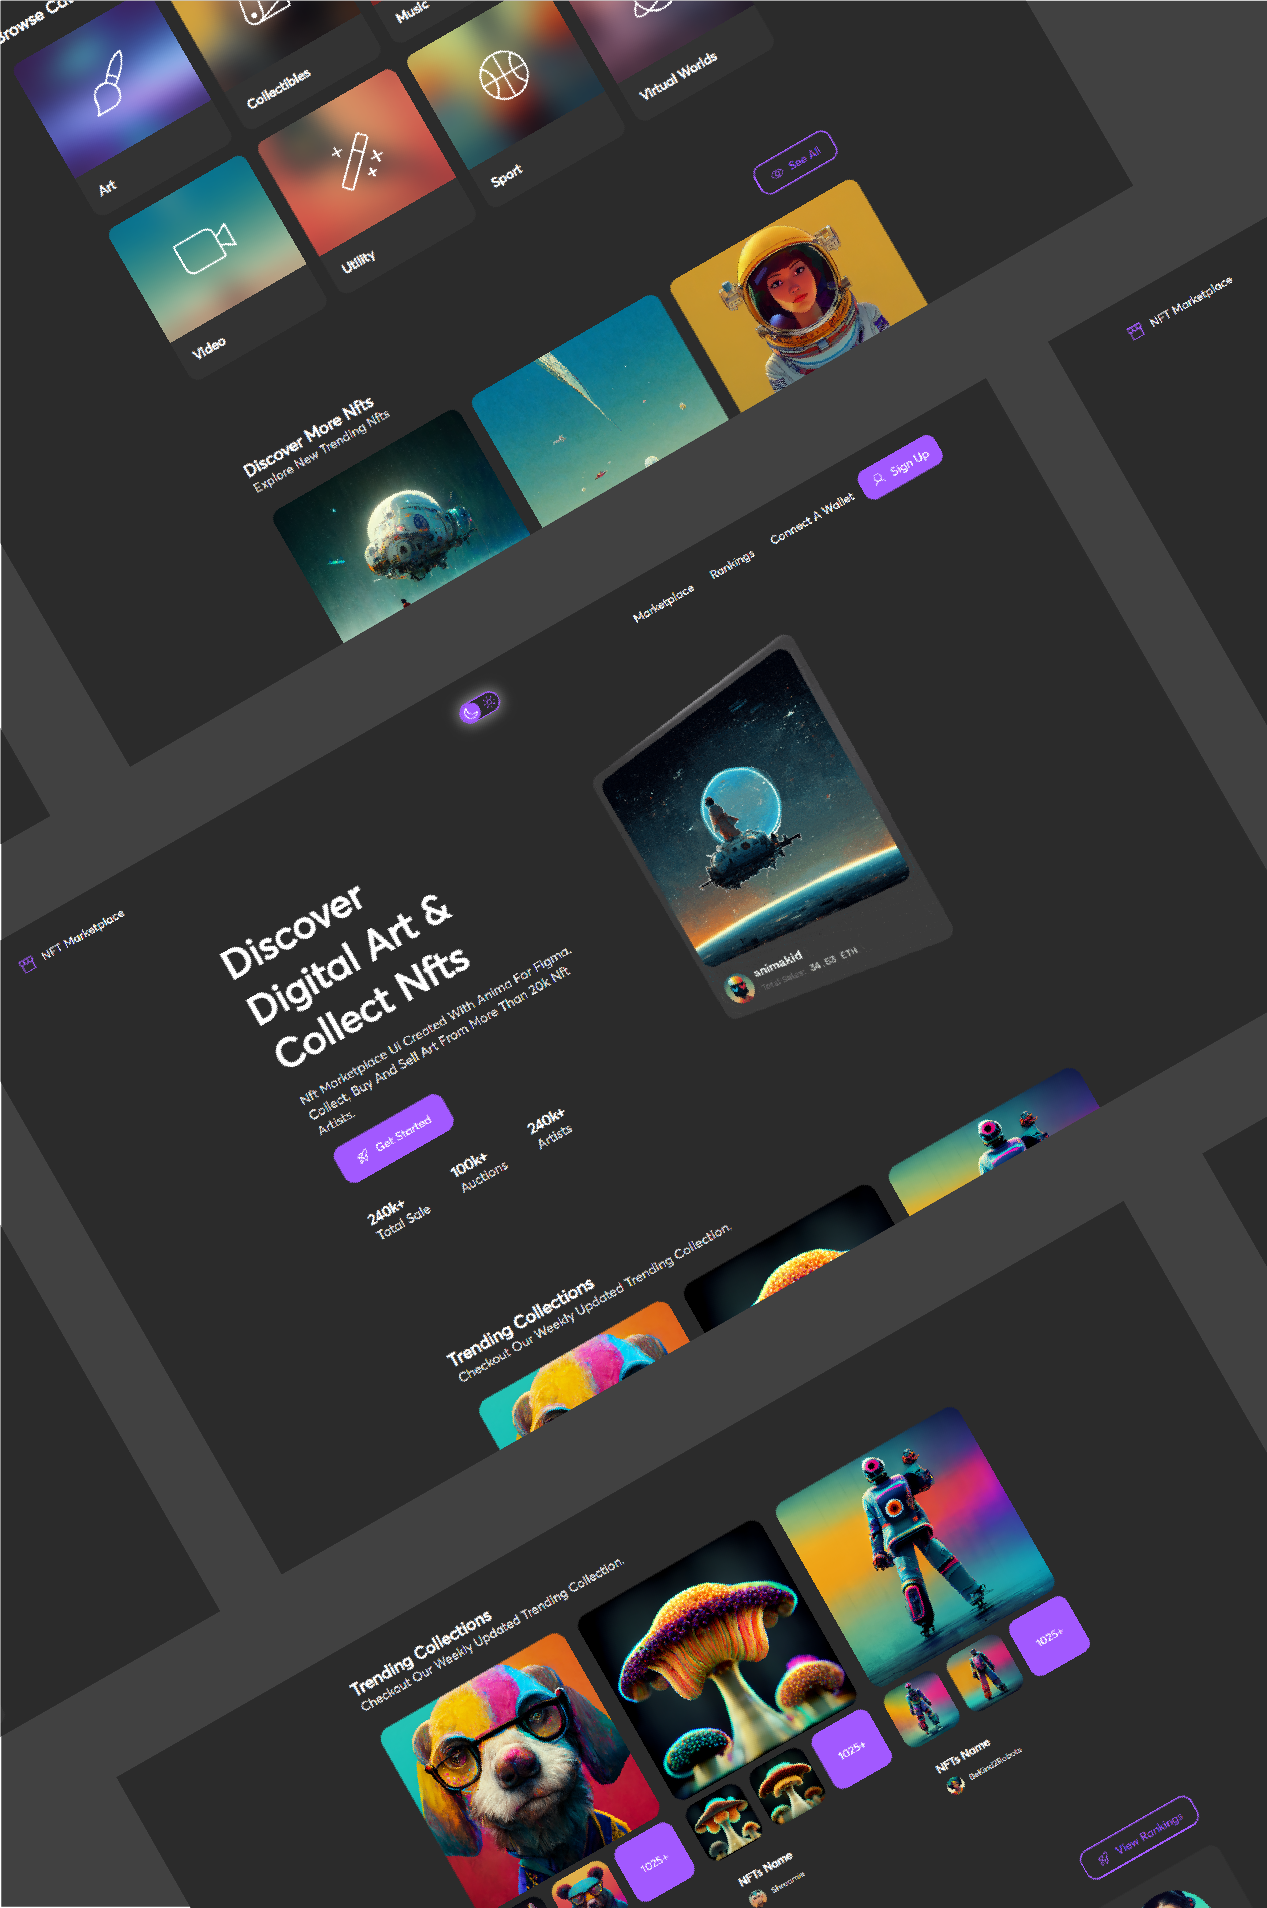 Browse Ca
Art
Collectibles
Music
Video
Utility
Sport
Virtual Worlds
See All
Discover More Nfts
Explore New Trending Nfts
NFT Marketplace
NFT Marketplace
Marketplace
Rankings
Connect A Wallet
Sign Up
Discover
Digital Art &
Collect Nfts
Nft Marketplace Ui Created With Anima For Figma.
Collect, Buy And Sell Art From More Than 20k Nft
Artists.
Get Started
240k+
Total Sale
100k+
Auctions
240k+
Artists
animakid
Total Sales: 34.53 ETH
Trending Collections
Checkout Our Weekly Updated Trending Collection.
Trending Collections
Checkout Our Weekly Updated Trending Collection.
1025+
1025+
1025+
NFTs Name
Shroomie
NFTs Name
BeKind2Robots
View Rankings